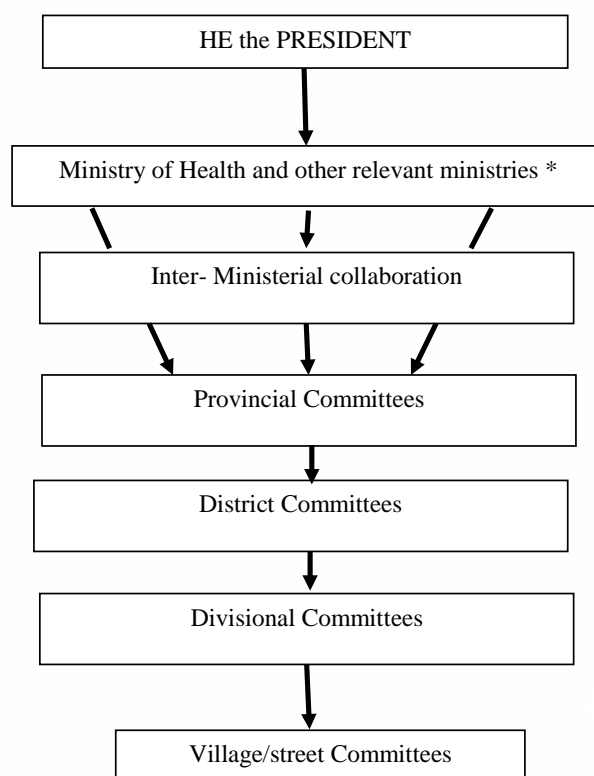 HE the PRESIDENT
Ministry of Health and other relevant ministries *
Inter- Ministerial collaboration
Provincial Committees
District Committees
Divisional Committees
Village/street Committees